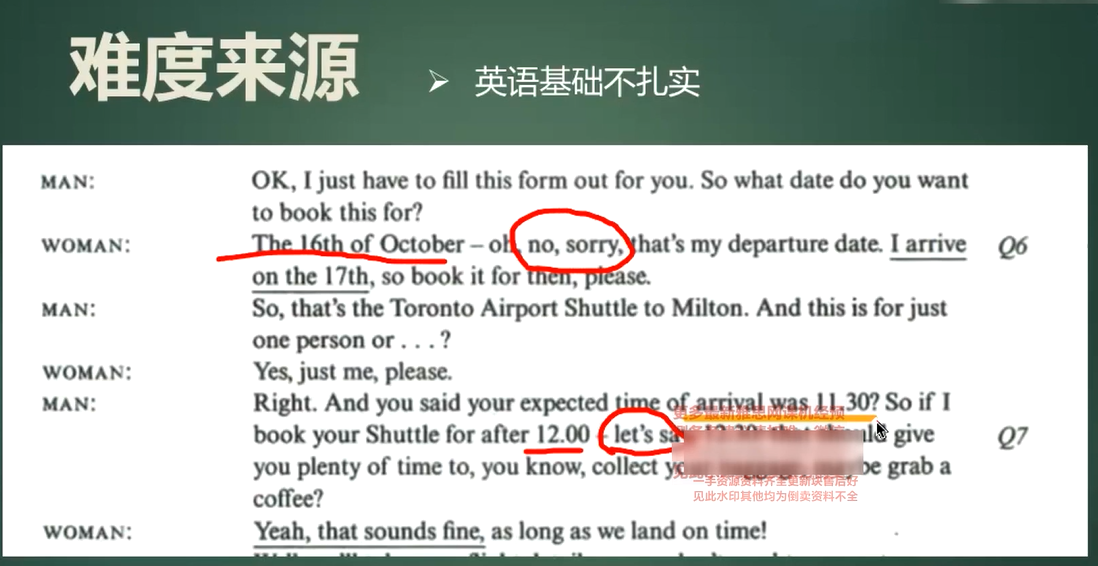 难度来源
➢ 英语基础不扎实
MAN: OK, I just have to fill this form out for you. So what date do you want
to book this for?
WOMAN: The 16th of October – oh, no, sorry, that's my departure date. I arrive Q6
on the 17th, so book it for then, please.
MAN: So, that's the Toronto Airport Shuttle to Milton. And this is for just
one person or . . . ?
WOMAN: Yes, just me, please.
MAN: Right. And you said your expected time of arrival was 11.30? So if I
book your Shuttle for after 12.00 – let's give Q7
you plenty of time to, you know, collect be grab a
coffee?
WOMAN: Yeah, that sounds fine, as long as we land on time!
一手资源资料齐全更新块售后好
见此水印其他均为倒卖资料不全